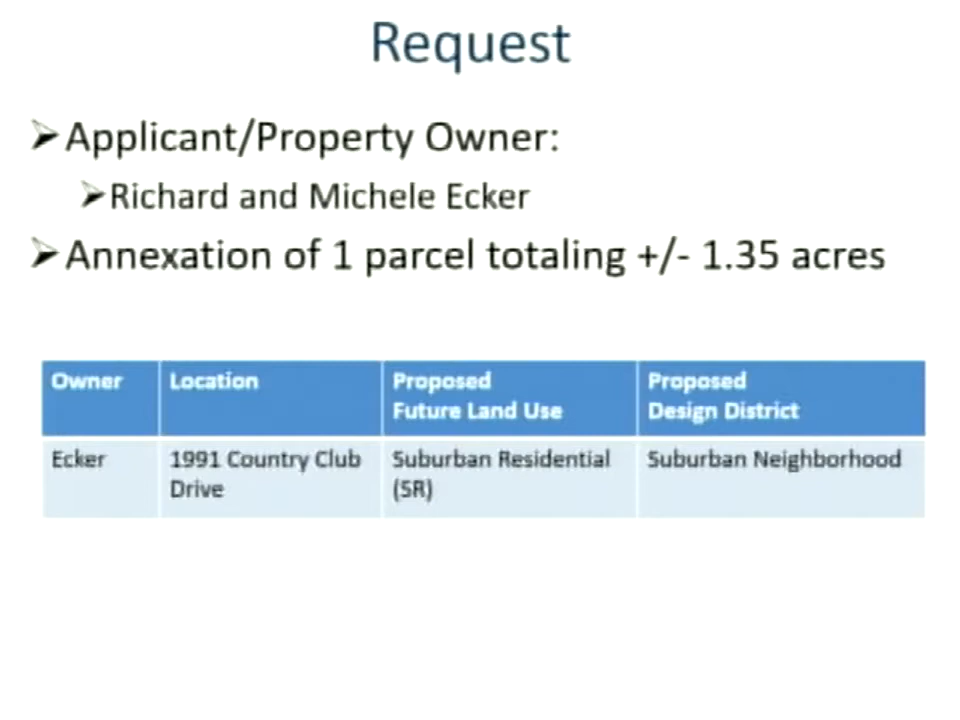 Request
➢Applicant/Property Owner:
➢Richard and Michele Ecker
➢Annexation of 1 parcel totaling +/- 1.35 acres
Owner Location Proposed Future Land Use Proposed Design District
Ecker 1991 Country Club Drive Suburban Residential (SR) Suburban Neighborhood